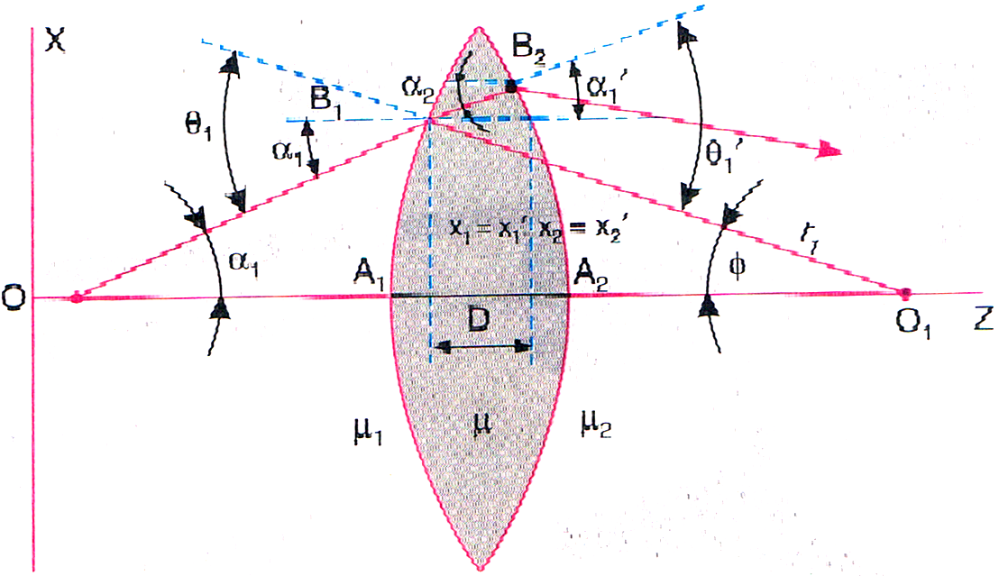 X
B₂
α₂
α₁′
B₁
θ₁
α₁
θ₁′
x₁ = x₁′ x₂ = x₂′
r₁
α₁
A₁
A₂
ϕ
O
D
O₁
Z
μ₁
μ
μ₂